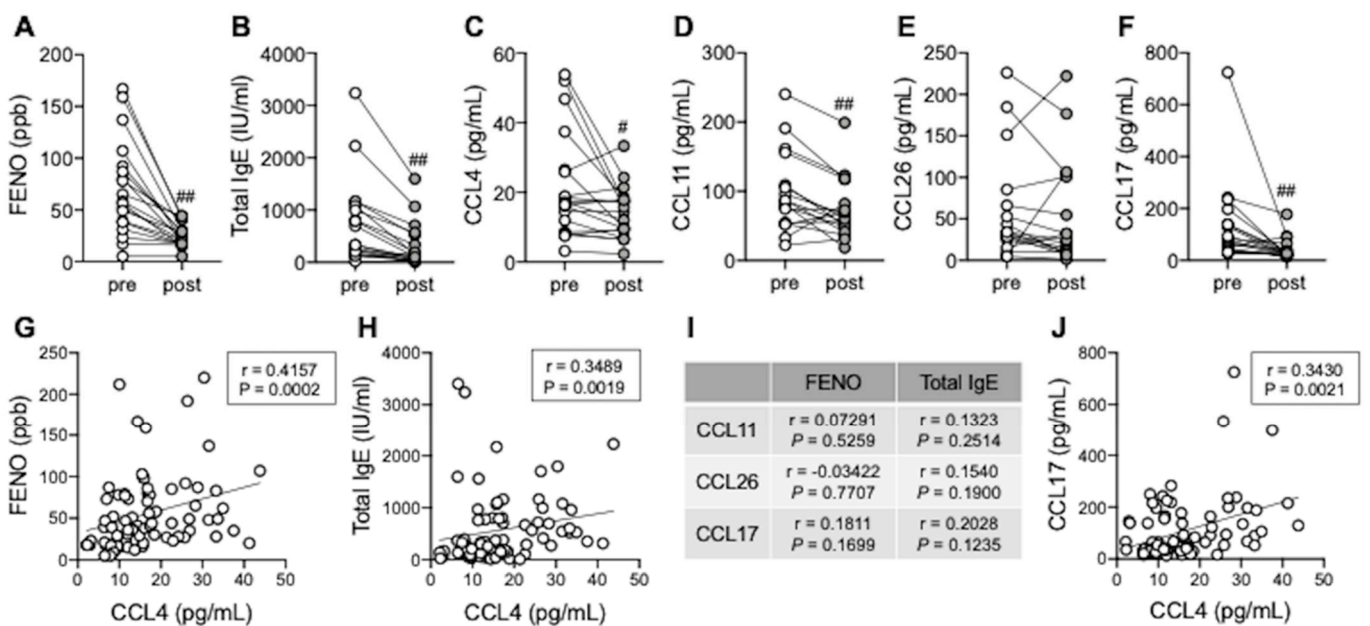 A
FENO (ppb)
200
150
100
50
0
pre post
##
B
Total IgE (IU/ml)
4000
3000
2000
1000
0
pre post
##
C
CCL4 (pg/mL)
60
40
20
0
pre post
#
D
CCL11 (pg/mL)
300
200
100
0
pre post
##
E
CCL26 (pg/mL)
250
200
150
100
50
0
pre post
F
CCL17 (pg/mL)
800
600
400
200
0
pre post
##
G
FENO (ppb)
250
200
150
100
50
0
0 10 20 30 40 50
CCL4 (pg/mL)
r = 0.4157
P = 0.0002
H
Total IgE (IU/ml)
4000
3000
2000
1000
0
0 10 20 30 40 50
CCL4 (pg/mL)
r = 0.3489
P = 0.0019
I
FENO Total IgE
CCL11
r = 0.07291 r = 0.1323
P = 0.5259 P = 0.2514
CCL26
r = -0.03422 r = 0.1540
P = 0.7707 P = 0.1900
CCL17
r = 0.1811 r = 0.2028
P = 0.1699 P = 0.1235
J
CCL17 (pg/mL)
800
600
400
200
0
0 10 20 30 40 50
CCL4 (pg/mL)
r = 0.3430
P = 0.0021